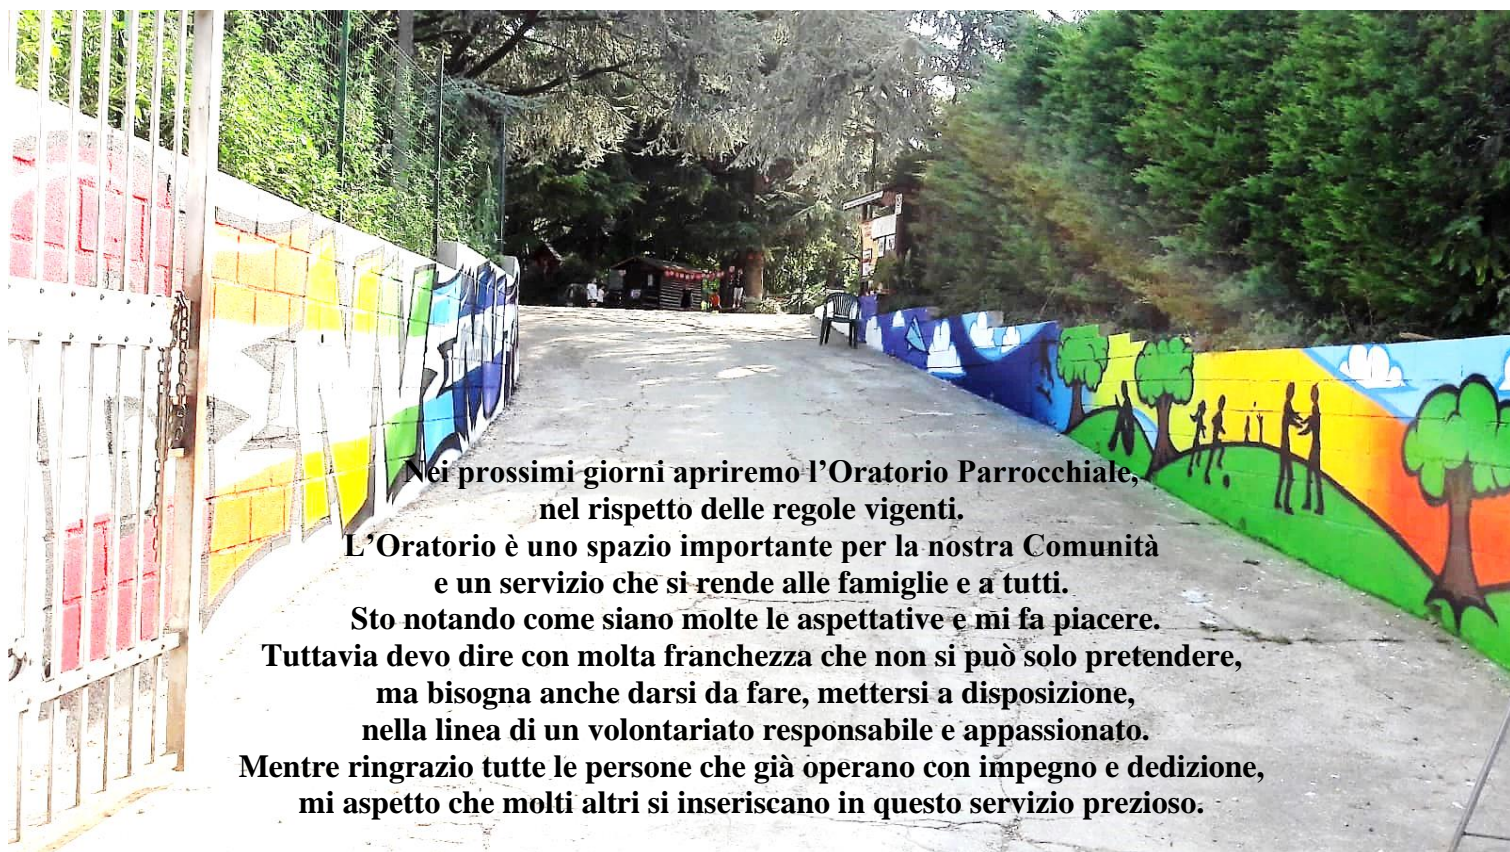 Nei prossimi giorni apriremo l’Oratorio Parrocchiale,
nel rispetto delle regole vigenti.
L’Oratorio è uno spazio importante per la nostra Comunità
e un servizio che si rende alle famiglie e a tutti.
Sto notando come siano molte le aspettative e mi fa piacere.
Tuttavia devo dire con molta franchezza che non si può solo pretendere,
ma bisogna anche darsi da fare, mettersi a disposizione,
nella linea di un volontariato responsabile e appassionato.
Mentre ringrazio tutte le persone che già operano con impegno e dedizione,
mi aspetto che molti altri si inseriscano in questo servizio prezioso.